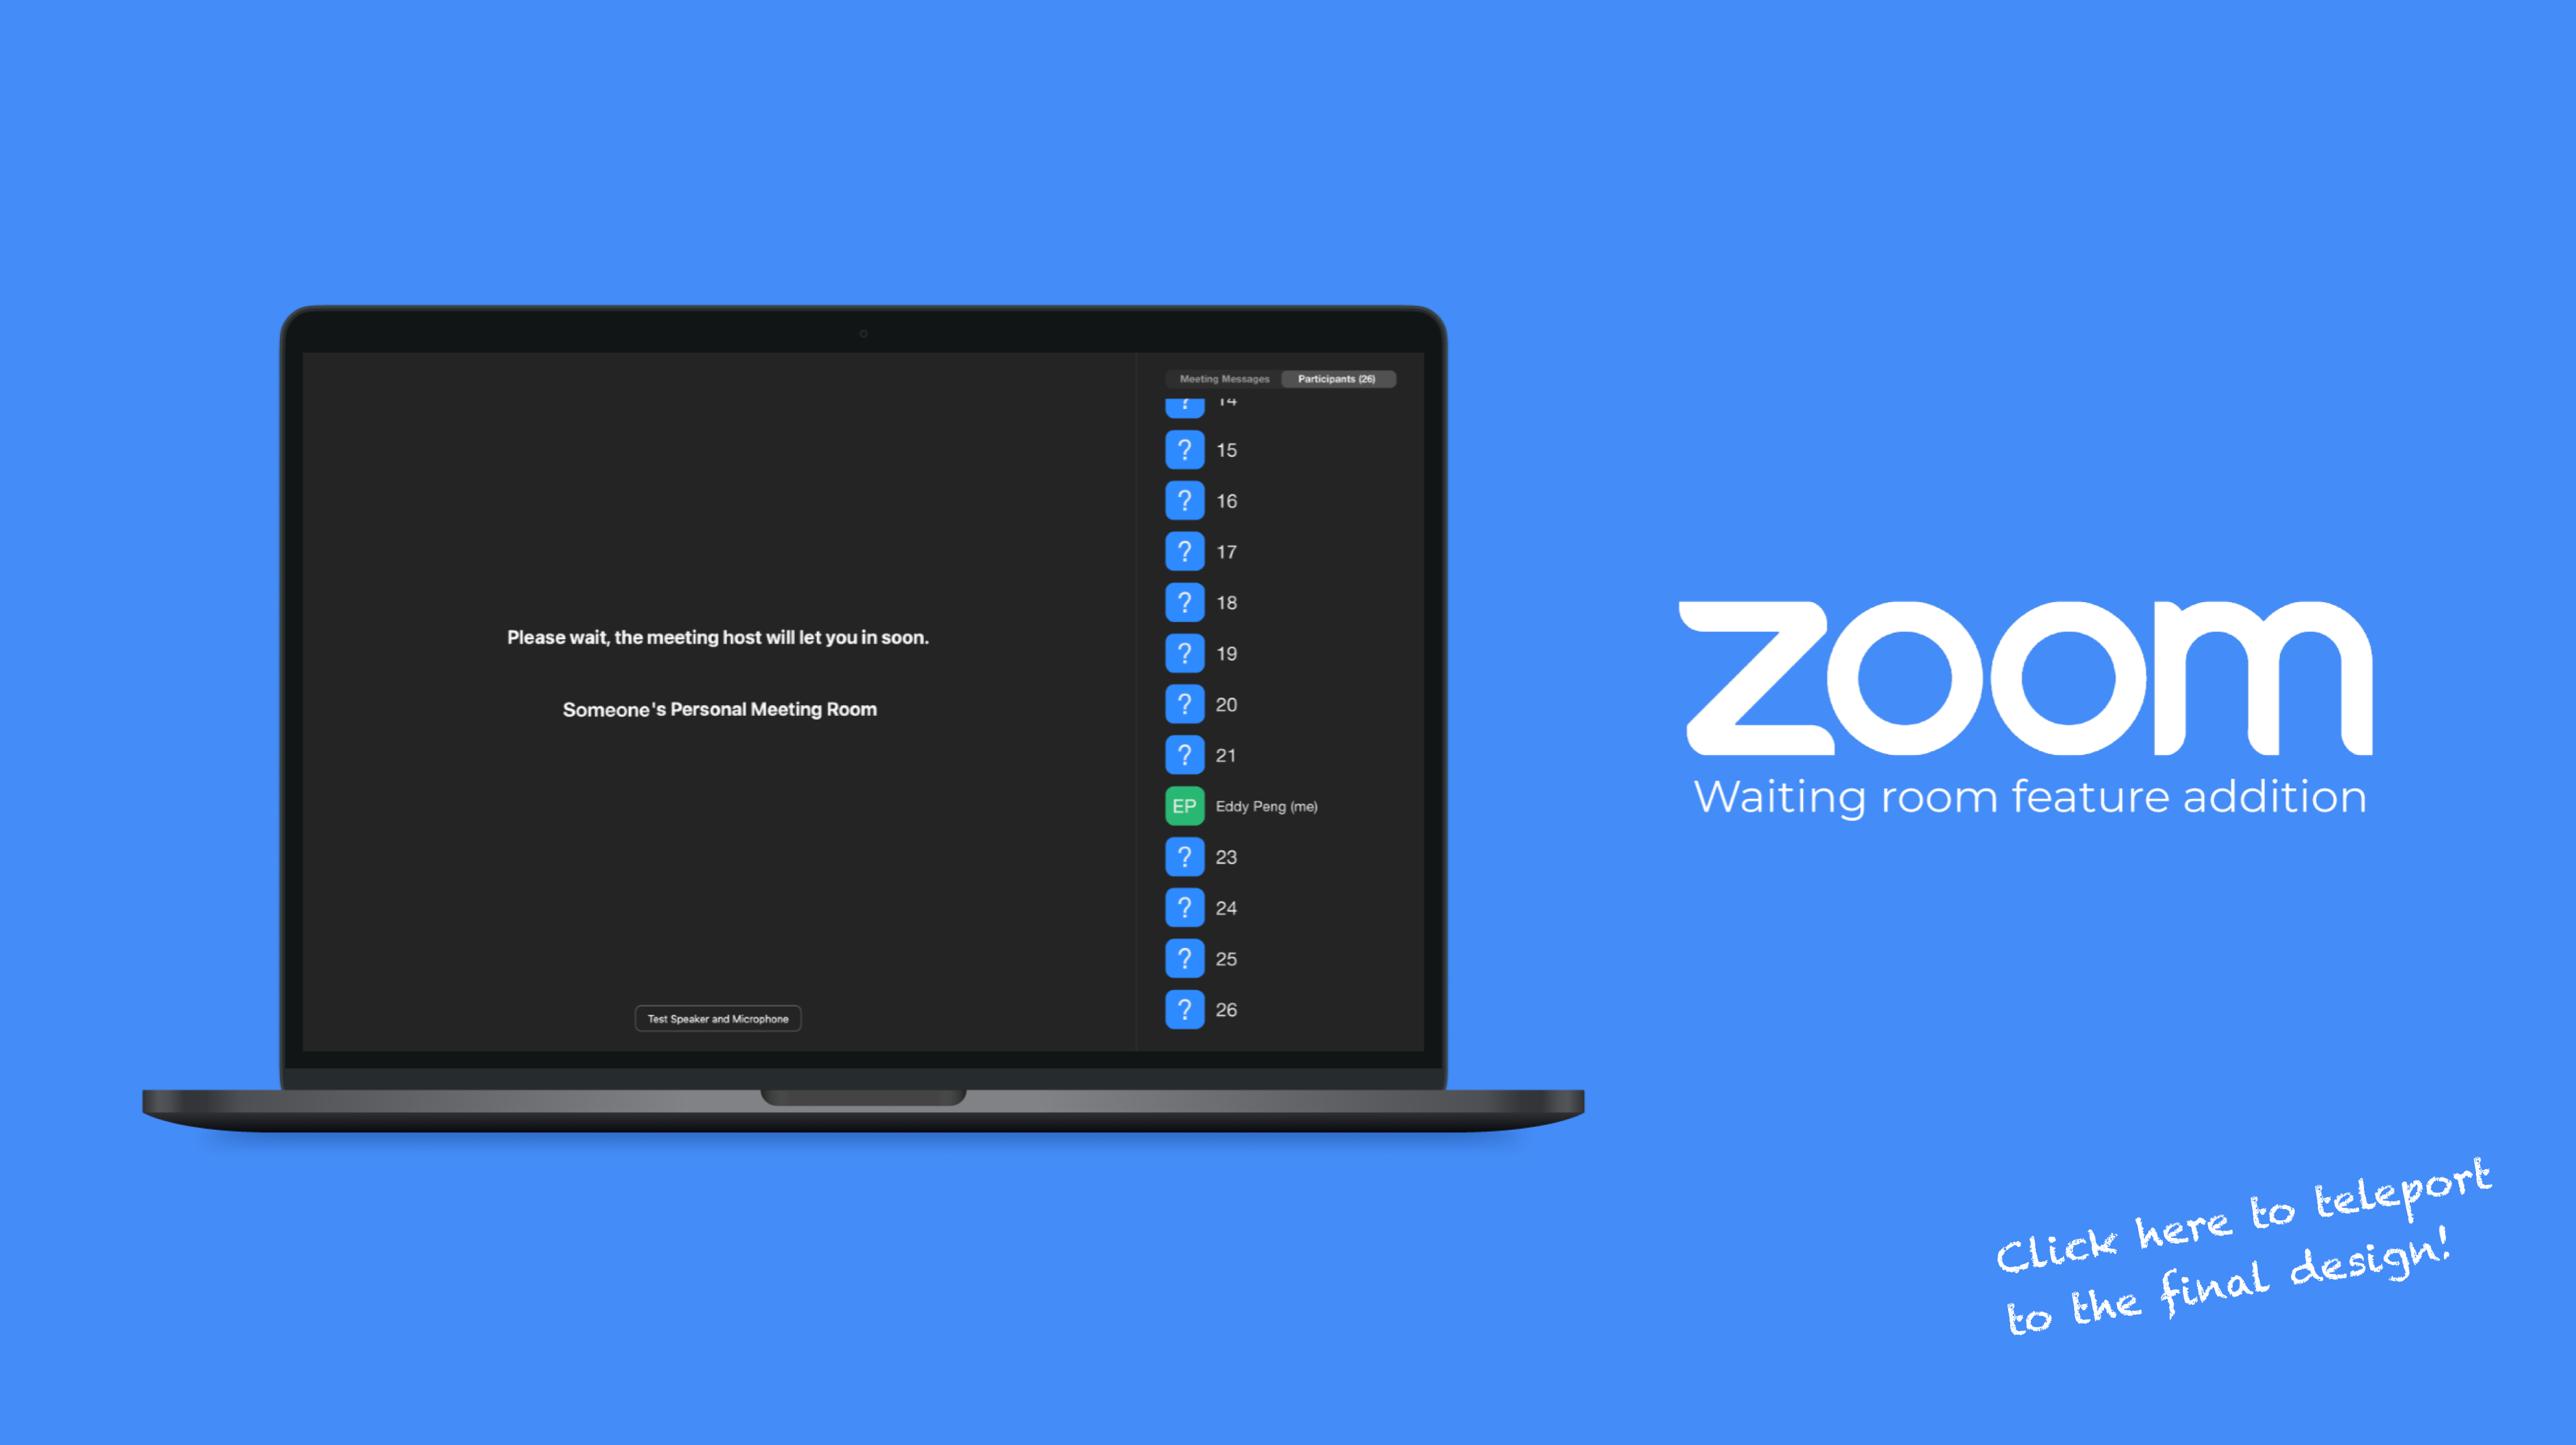 Meeting Messages Participants (26)
? 14
? 15
? 16
? 17
? 18
? 19
? 20
? 21
EP Eddy Peng (me)
? 23
? 24
? 25
? 26
Please wait, the meeting host will let you in soon.
Someone's Personal Meeting Room
Test Speaker and Microphone
zoom
Waiting room feature addition
Click here to teleport
to the final design!